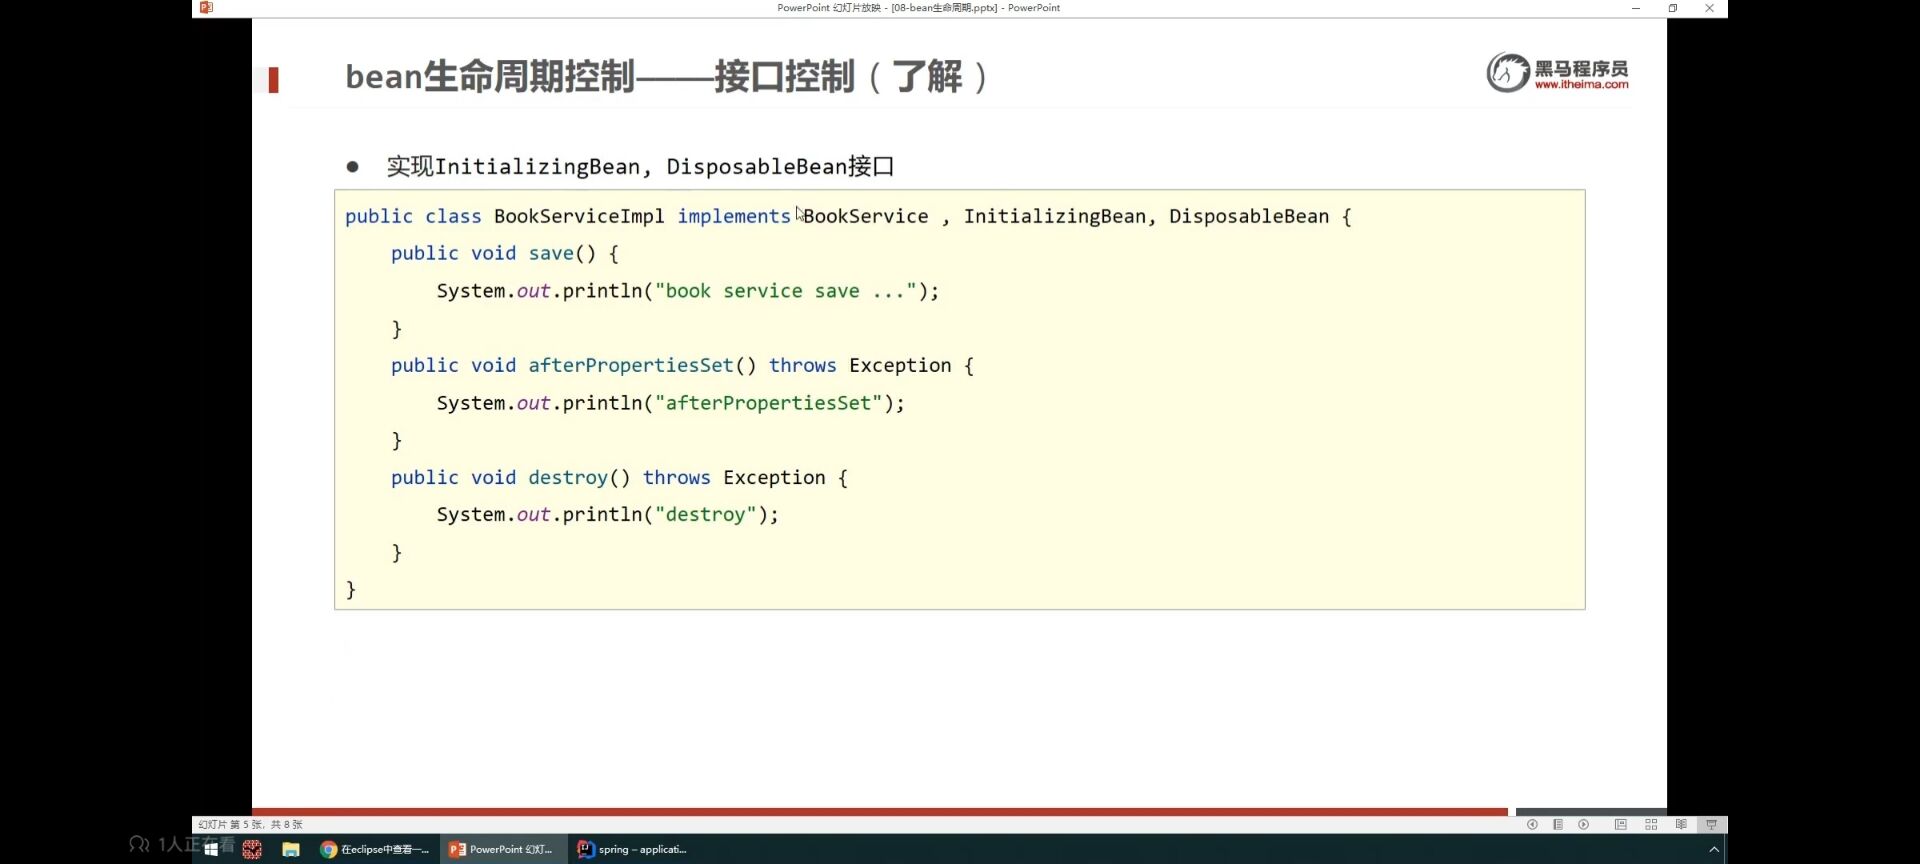 PowerPoint 幻灯片放映 - [08-bean生命周期.pptx] - PowerPoint
bean生命周期控制——接口控制（了解）
黑马程序员
www.itheima.com
● 实现InitializingBean, DisposableBean接口
public class BookServiceImpl implements BookService , InitializingBean, DisposableBean {
    public void save() {
        System.out.println("book service save ...");
    }
    public void afterPropertiesSet() throws Exception {
        System.out.println("afterPropertiesSet");
    }
    public void destroy() throws Exception {
        System.out.println("destroy");
    }
}
幻灯片 第 5 张，共 8 张
1人正在看
在eclipse中查看一...
PowerPoint 幻灯...
spring – applicati...